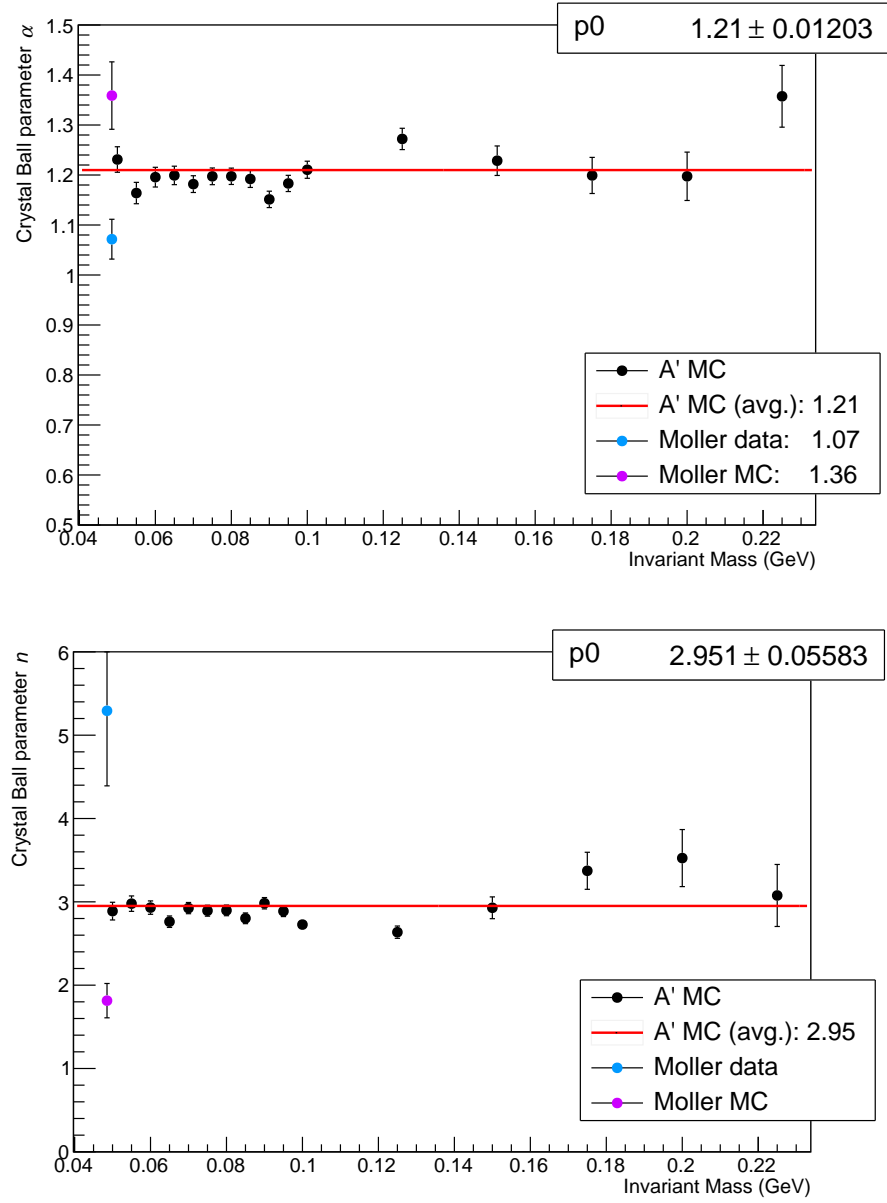 p0 1.21 ± 0.01203
Crystal Ball parameter α
1.5
1.4
1.3
1.2
1.1
1
0.9
0.8
0.7
0.6
0.5
A' MC
A' MC (avg.): 1.21
Moller data: 1.07
Moller MC: 1.36
0.04 0.06 0.08 0.1 0.12 0.14 0.16 0.18 0.2 0.22
Invariant Mass (GeV)
p0 2.951 ± 0.05583
Crystal Ball parameter n
6
5
4
3
2
1
0
A' MC
A' MC (avg.): 2.95
Moller data
Moller MC
0.04 0.06 0.08 0.1 0.12 0.14 0.16 0.18 0.2 0.22
Invariant Mass (GeV)